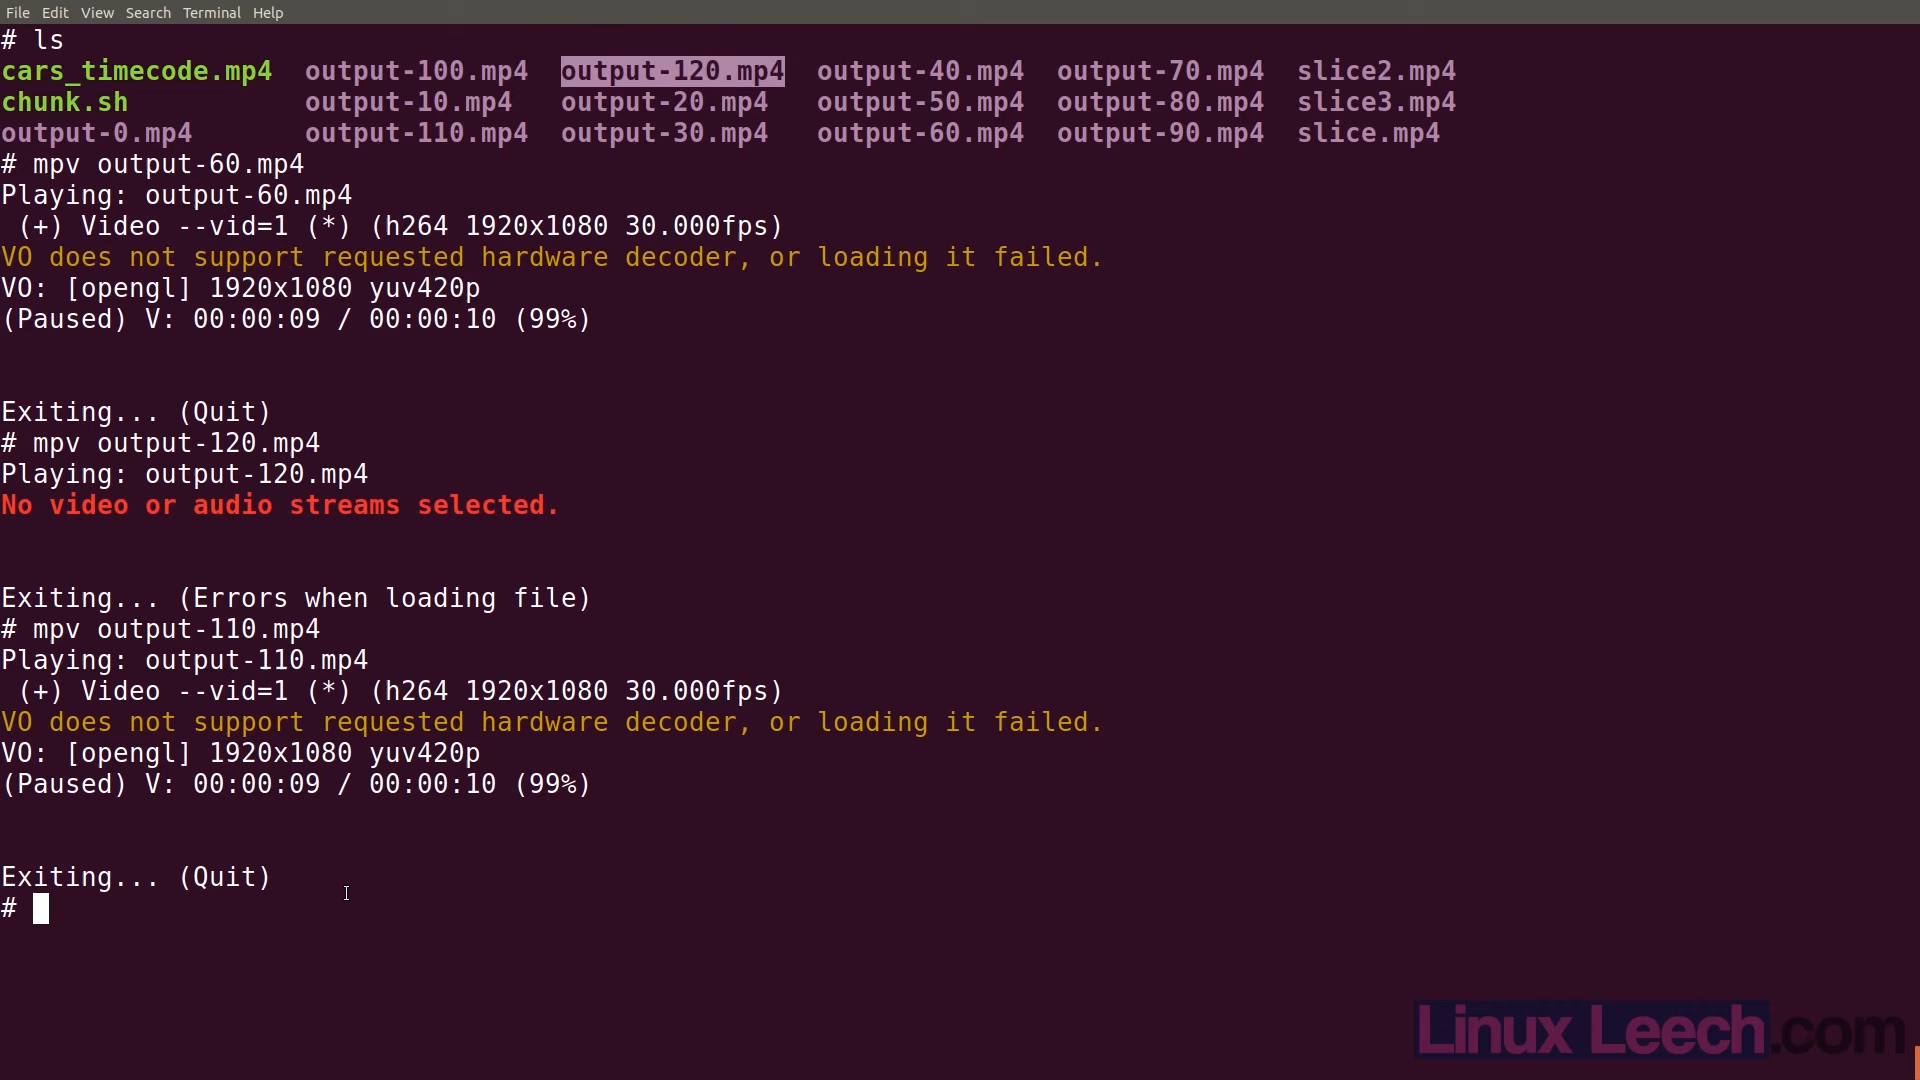 File Edit View Search Terminal Help
# ls
cars_timecode.mp4 output-100.mp4 output-120.mp4 output-40.mp4 output-70.mp4 slice2.mp4
chunk.sh output-10.mp4 output-20.mp4 output-50.mp4 output-80.mp4 slice3.mp4
output-0.mp4 output-110.mp4 output-30.mp4 output-60.mp4 output-90.mp4 slice.mp4
# mpv output-60.mp4
Playing: output-60.mp4
(+) Video --vid=1 (*) (h264 1920x1080 30.000fps)
VO does not support requested hardware decoder, or loading it failed.
VO: [opengl] 1920x1080 yuv420p
(Paused) V: 00:00:09 / 00:00:10 (99%)
Exiting... (Quit)
# mpv output-120.mp4
Playing: output-120.mp4
No video or audio streams selected.
Exiting... (Errors when loading file)
# mpv output-110.mp4
Playing: output-110.mp4
(+) Video --vid=1 (*) (h264 1920x1080 30.000fps)
VO does not support requested hardware decoder, or loading it failed.
VO: [opengl] 1920x1080 yuv420p
(Paused) V: 00:00:09 / 00:00:10 (99%)
Exiting... (Quit)
#
Linux Leech.com